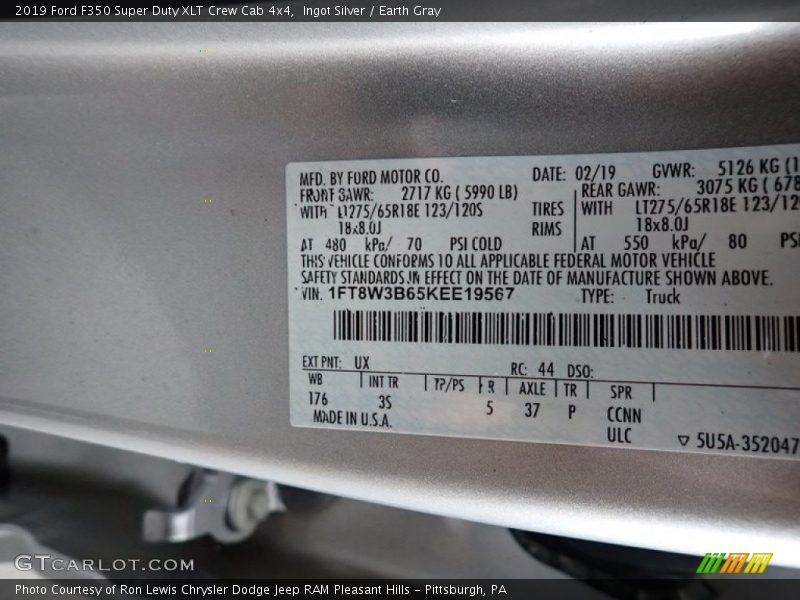 2019 Ford F350 Super Duty XLT Crew Cab 4x4, Ingot Silver / Earth Gray
MFD. BY FORD MOTOR CO. DATE: 02/19 GVWR: 5126 KG (1
FRONT GAWR: 2717 KG ( 5990 LB) REAR GAWR: 3075 KG ( 678
WITH LT275/65R18E 123/120S TIRES WITH LT275/65R18E 123/12
18x8.0J RIMS 18x8.0J
AT 480 kPa/ 70 PSI COLD AT 550 kPa/ 80 PSI
THIS VEHICLE CONFORMS TO ALL APPLICABLE FEDERAL MOTOR VEHICLE
SAFETY STANDARDS IN EFFECT ON THE DATE OF MANUFACTURE SHOWN ABOVE.
VIN. 1FT8W3B65KEE19567 TYPE: Truck
EXT PNT: UX RC: 44 DSO:
WB INT TR TP/PS R AXLE TR SPR
176 3S 5 37 P CCNN
MADE IN U.S.A. ULC 5U5A-352047
GTCARLOT.COM
Photo Courtesy of Ron Lewis Chrysler Dodge Jeep RAM Pleasant Hills - Pittsburgh, PA